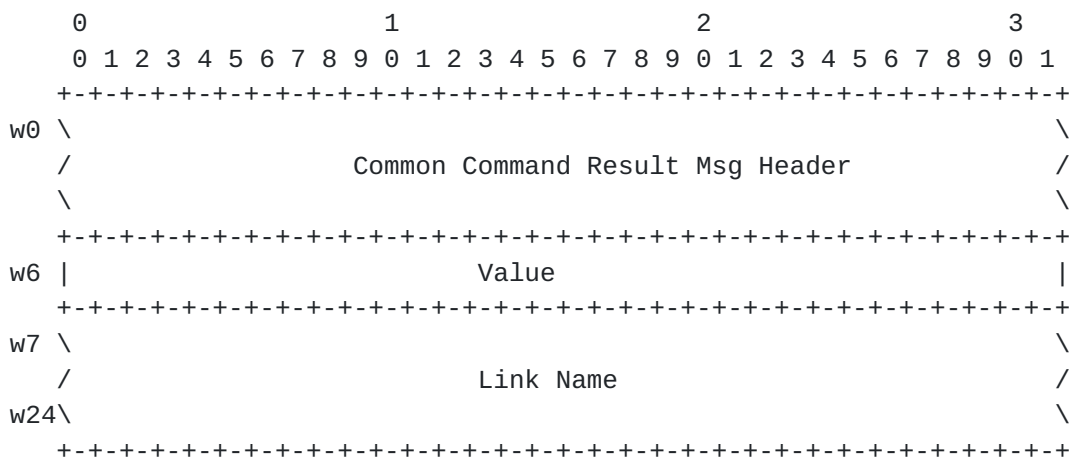 0                   1                   2                   3
    0 1 2 3 4 5 6 7 8 9 0 1 2 3 4 5 6 7 8 9 0 1 2 3 4 5 6 7 8 9 0 1
   +-+-+-+-+-+-+-+-+-+-+-+-+-+-+-+-+-+-+-+-+-+-+-+-+-+-+-+-+-+-+-+-+
w0 \                                                               \
   /                  Common Command Result Msg Header             /
   \                                                               \
   +-+-+-+-+-+-+-+-+-+-+-+-+-+-+-+-+-+-+-+-+-+-+-+-+-+-+-+-+-+-+-+-+
w6 |                          Value                                |
   +-+-+-+-+-+-+-+-+-+-+-+-+-+-+-+-+-+-+-+-+-+-+-+-+-+-+-+-+-+-+-+-+
w7 \                                                               \
   /                          Link Name                            /
w24\                                                               \
   +-+-+-+-+-+-+-+-+-+-+-+-+-+-+-+-+-+-+-+-+-+-+-+-+-+-+-+-+-+-+-+-+